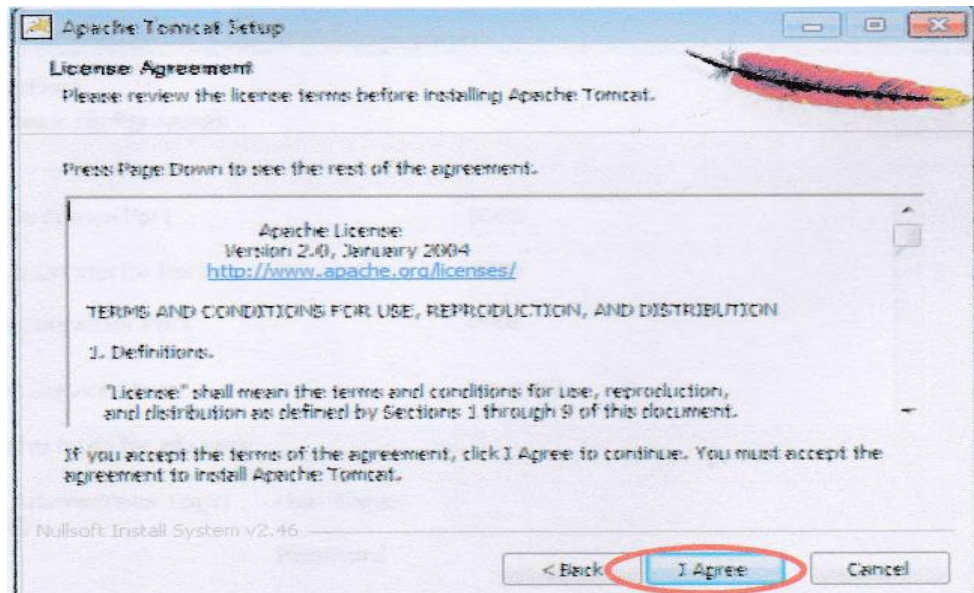 Apache Tomcat Setup
License Agreement
Please review the license terms before installing Apache Tomcat.
Press Page Down to see the rest of the agreement.
Apache License
Version 2.0, January 2004
http://www.apache.org/licenses/
TERMS AND CONDITIONS FOR USE, REPRODUCTION, AND DISTRIBUTION
1. Definitions.
"License" shall mean the terms and conditions for use, reproduction,
and distribution as defined by Sections 1 through 9 of this document.
If you accept the terms of the agreement, click I Agree to continue. You must accept the
agreement to install Apache Tomcat.
Nullsoft Install System v2.46
< Back I Agree Cancel